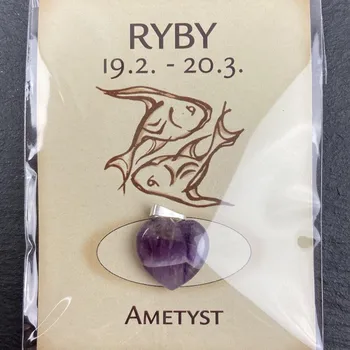 RYBY
19.2. - 20.3.
AMETYST